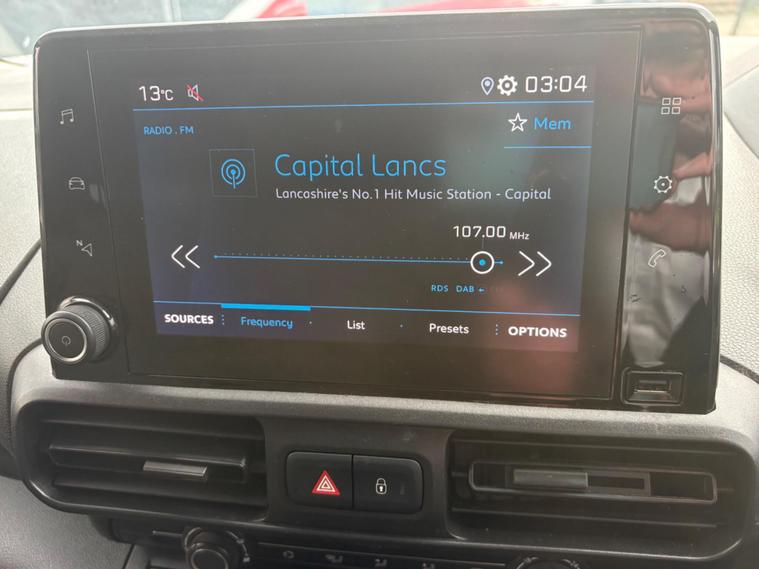 13°C 03:04
RADIO . FM
Mem
Capital Lancs
Lancashire's No.1 Hit Music Station - Capital
107.00 MHz
RDS DAB
SOURCES Frequency List Presets OPTIONS
N